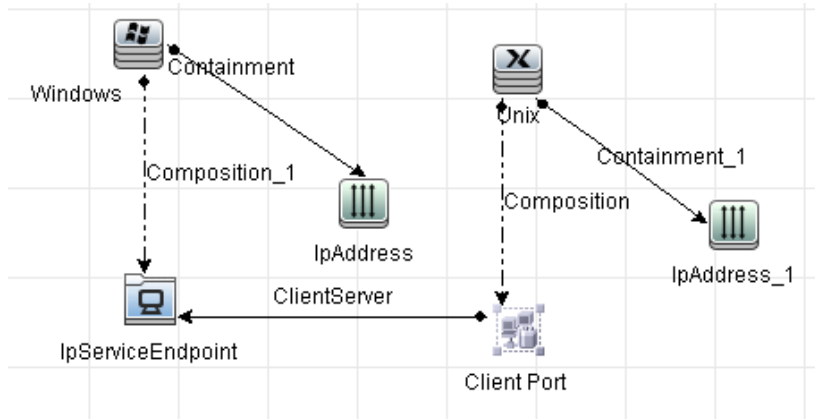 Containment
Windows
Unix
Composition_1
Containment_1
Composition
IpAddress
IpAddress_1
ClientServer
IpServiceEndpoint
Client Port